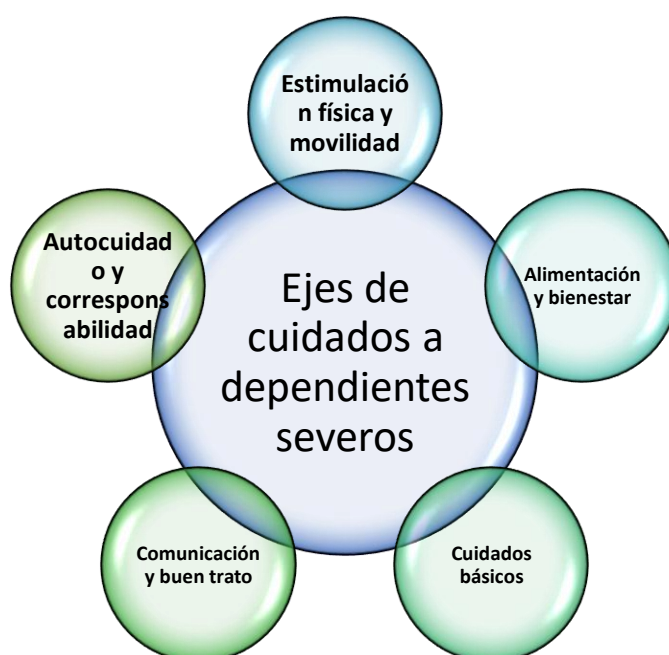 Estimulació
n física y
movilidad
Autocuidad
o y
correspons
abilidad
Alimentación
y bienestar
Ejes de
cuidados a
dependientes
severos
Comunicación
y buen trato
Cuidados
básicos